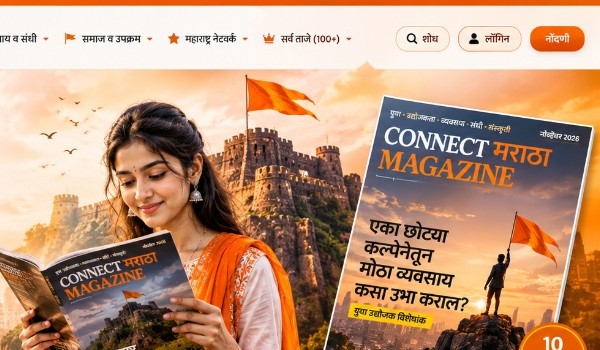 य व संधी
समाज व उपक्रम
महाराष्ट्र नेटवर्क
सर्व ताजे (100+)
शोध
लॉगिन
नोंदणी
युवा • उद्योजकता • व्यवसाय • संधी • संस्कृती
नोव्हेंबर 2026
CONNECT मराठा
MAGAZINE
एका छोट्या
कल्पनेतून
मोठा व्यवसाय
कसा उभा कराल?
युवा उद्योजक विशेषांक
CONNECT मराठा
MAGAZINE
10